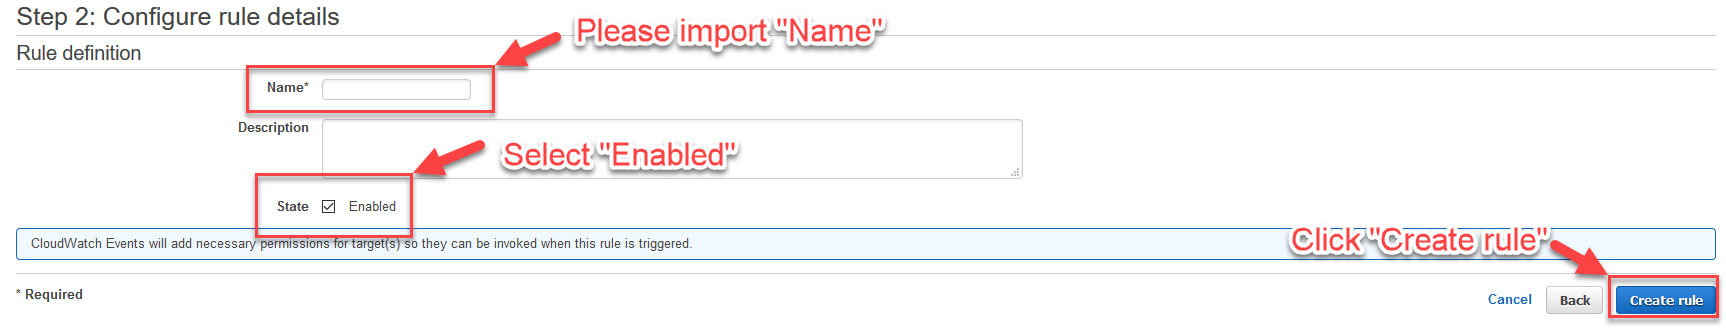 Step 2: Configure rule details
Please import "Name"
Rule definition
Name*
Description
Select "Enabled"
State Enabled
CloudWatch Events will add necessary permissions for target(s) so they can be invoked when this rule is triggered.
Click "Create rule"
* Required
Cancel Back Create rule